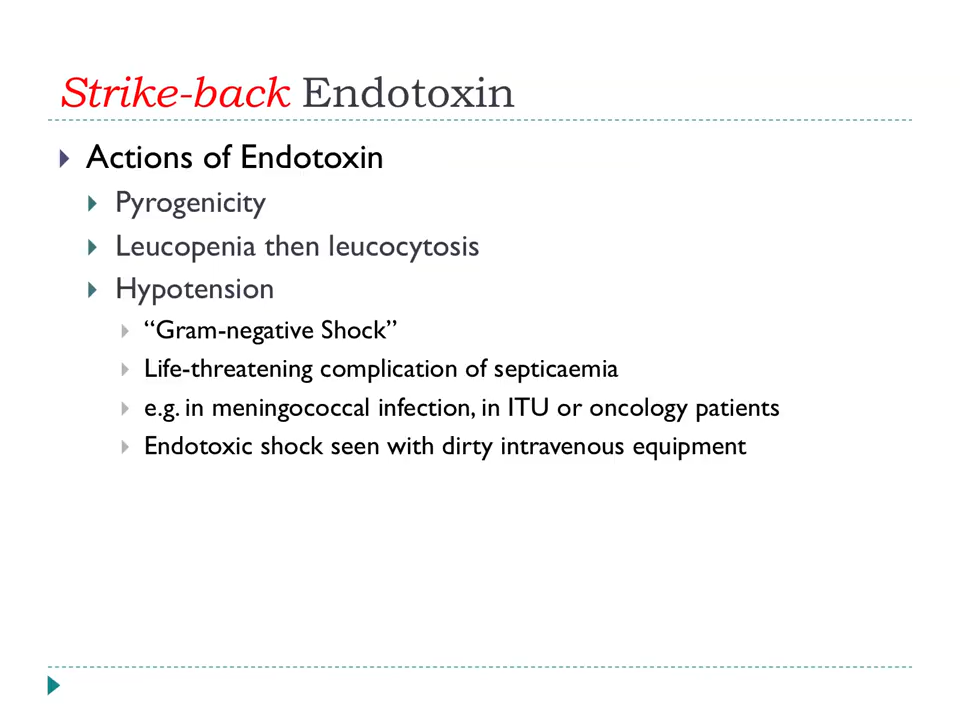 Strike-back Endotoxin
Actions of Endotoxin
Pyrogenicity
Leucopenia then leucocytosis
Hypotension
“Gram-negative Shock”
Life-threatening complication of septicaemia
e.g. in meningococcal infection, in ITU or oncology patients
Endotoxic shock seen with dirty intravenous equipment